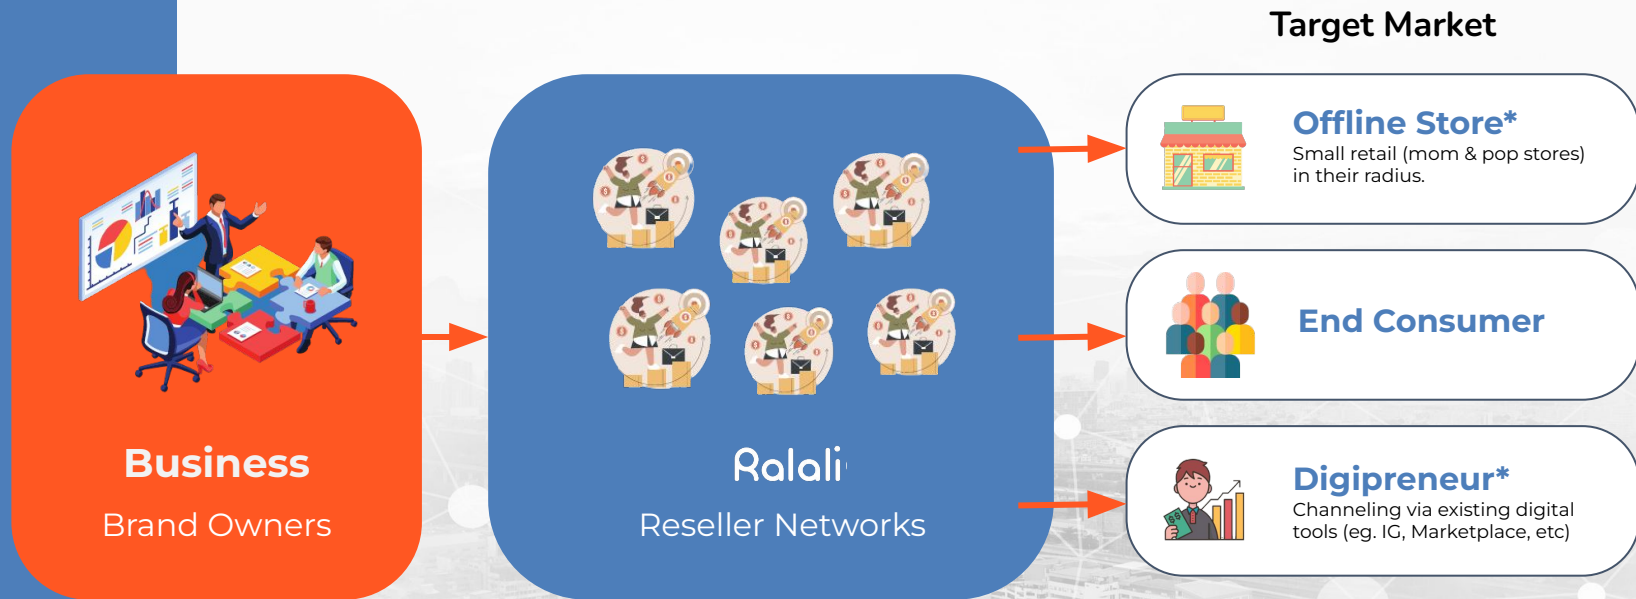 Target Market
Business
Brand Owners
Ralali
Reseller Networks
Offline Store*
Small retail (mom & pop stores)
in their radius.
End Consumer
Digipreneur*
Channeling via existing digital
tools (eg. IG, Marketplace, etc)